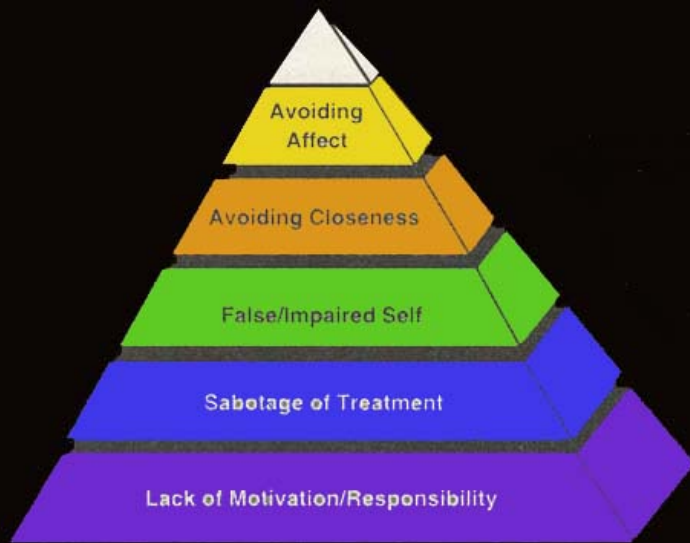 Avoiding
Affect
Avoiding Closeness
False/Impaired Self
Sabotage of Treatment
Lack of Motivation/Responsibility